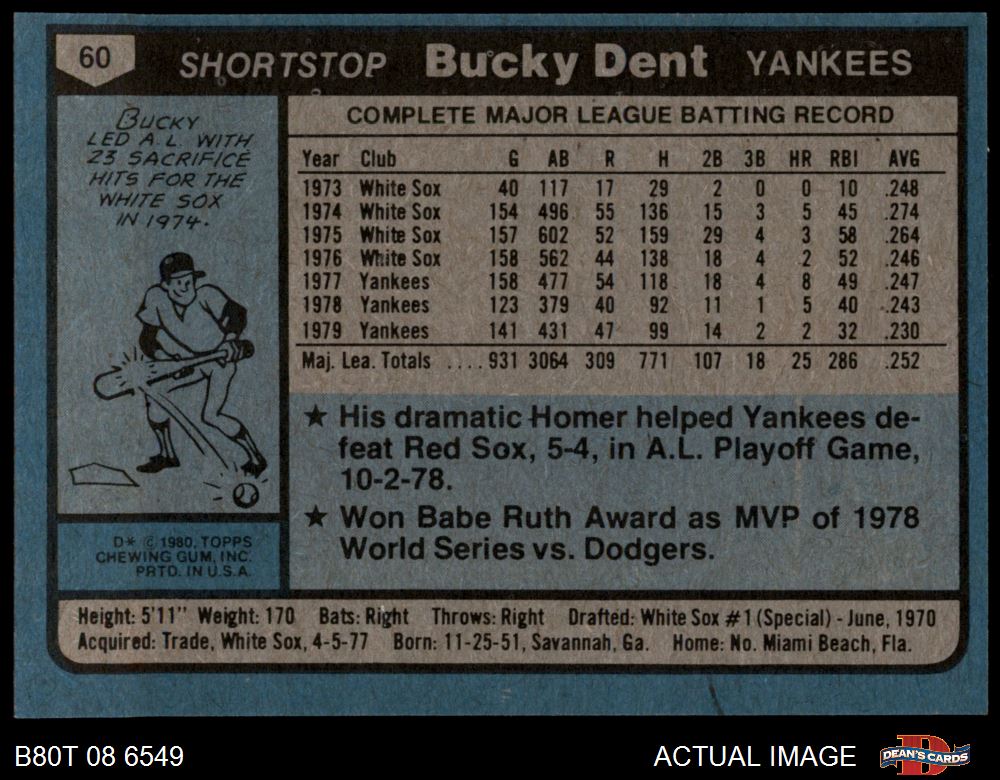 60
SHORTSTOP Bucky Dent YANKEES
BUCKY
LED A.L. WITH
23 SACRIFICE
HITS FOR THE
WHITE SOX
IN 1974.
COMPLETE MAJOR LEAGUE BATTING RECORD
Year Club G AB R H 2B 3B HR RBI AVG
1973 White Sox 40 117 17 29 2 0 0 10 .248
1974 White Sox 154 496 55 136 15 3 5 45 .274
1975 White Sox 157 602 52 159 29 4 3 58 .264
1976 White Sox 158 562 44 138 18 4 2 52 .246
1977 Yankees 158 477 54 118 18 4 8 49 .247
1978 Yankees 123 379 40 92 11 1 5 40 .243
1979 Yankees 141 431 47 99 14 2 2 32 .230
Maj. Lea. Totals ....931 3064 309 771 107 18 25 286 .252
★ His dramatic Homer helped Yankees de-
feat Red Sox, 5-4, in A.L. Playoff Game,
10-2-78.
★ Won Babe Ruth Award as MVP of 1978
World Series vs. Dodgers.
D* © 1980, TOPPS
CHEWING GUM, INC.
PRTD. IN U.S.A.
Height: 5'11" Weight: 170 Bats: Right Throws: Right Drafted: White Sox #1 (Special) - June, 1970
Acquired: Trade, White Sox, 4-5-77 Born: 11-25-51, Savannah, Ga. Home: No. Miami Beach, Fla.
B80T 08 6549 ACTUAL IMAGE DEAN'S CARDS